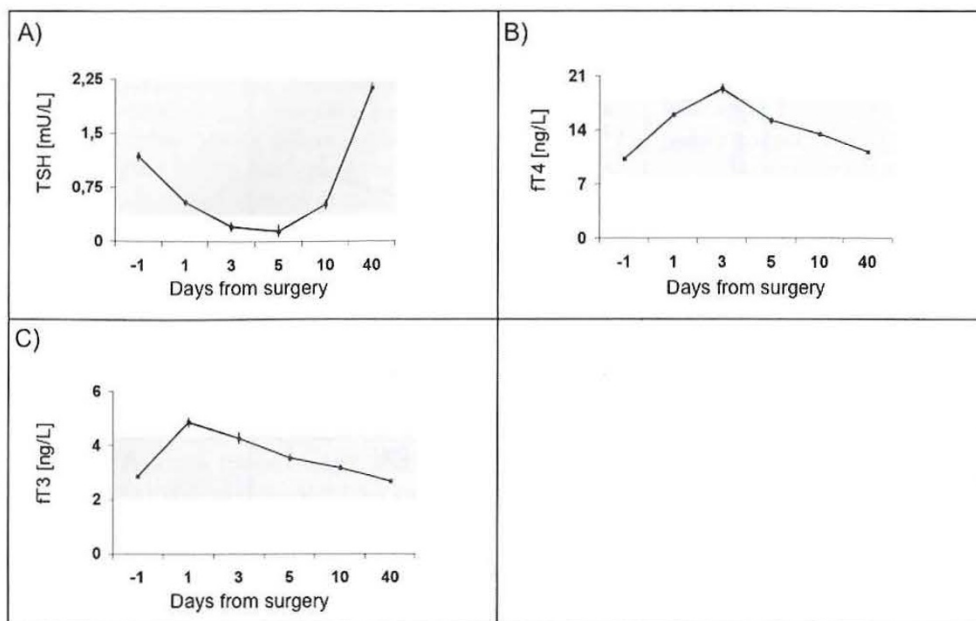 A)
TSH [mU/L]
2,25
1,5
0,75
0
-1 1 3 5 10 40
Days from surgery
B)
fT4 [ng/L]
21
14
7
0
-1 1 3 5 10 40
Days from surgery
C)
fT3 [ng/L]
6
4
2
0
-1 1 3 5 10 40
Days from surgery